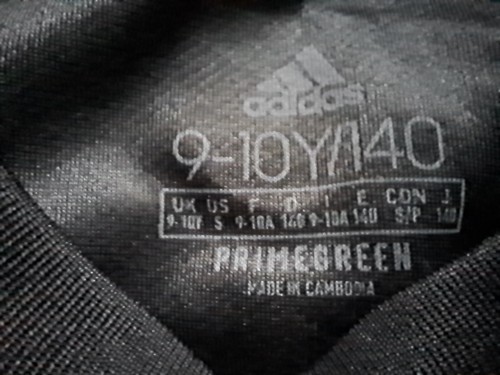 adidas
9-10Y/140
UK US F D I E CDN J
9-10Y S 9-10A 140 9-10A 140 S/P 140
PRIMEGREEN
MADE IN CAMBODIA